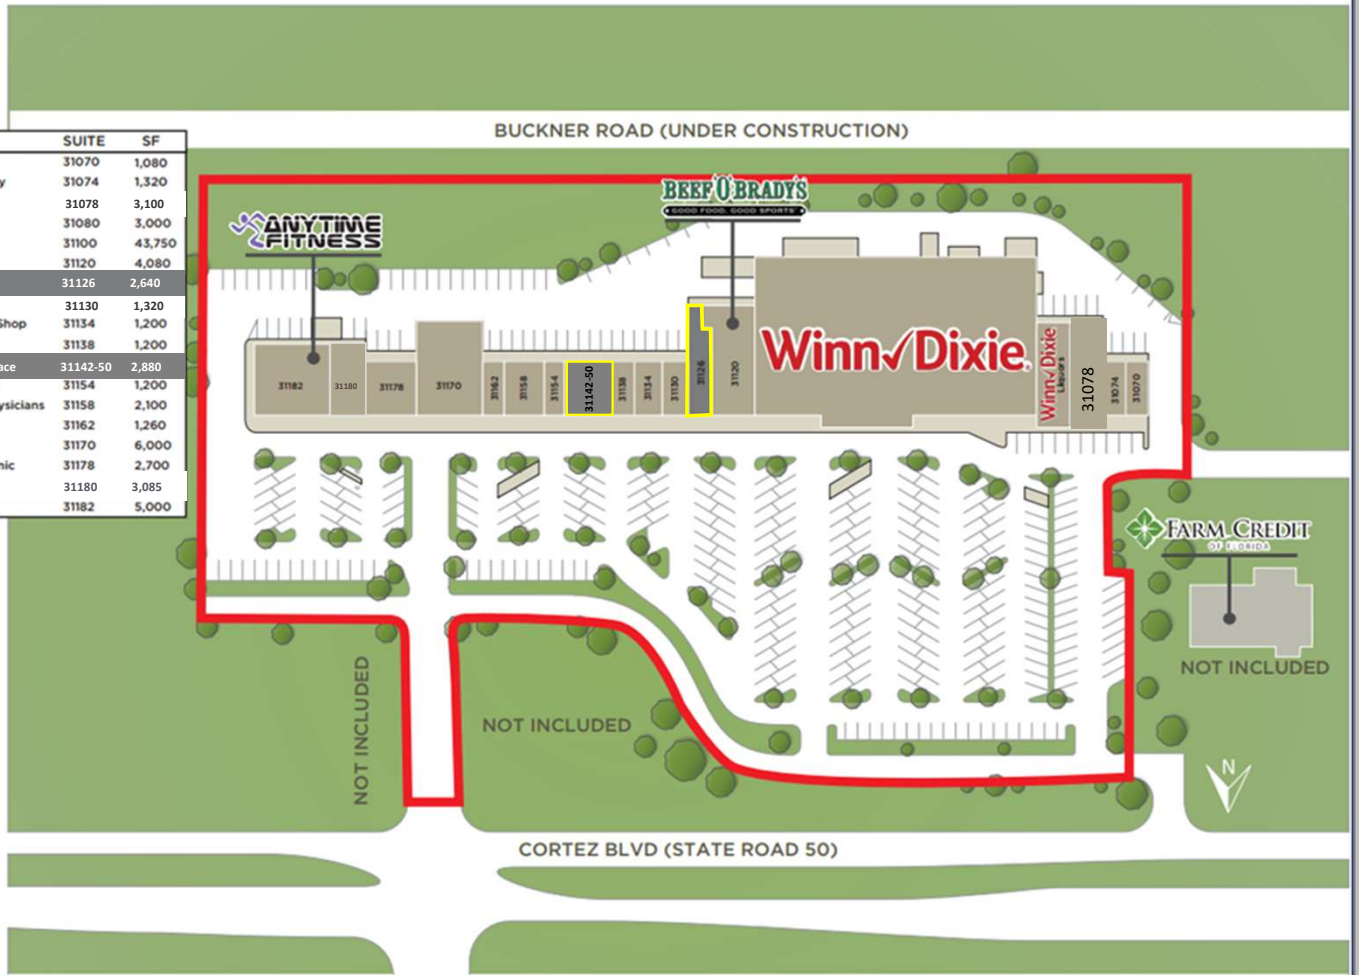 BUCKNER ROAD (UNDER CONSTRUCTION)
SUITE SF
31070 1,080
y 31074 1,320
31078 3,100
31080 3,000
31100 43,750
31120 4,080
31126 2,640
31130 1,320
Shop 31134 1,200
31138 1,200
ace 31142-50 2,880
31154 1,200
ysicians 31158 2,100
31162 1,260
31170 6,000
nic 31178 2,700
31180 3,085
31182 5,000
BEEF 'O' BRADY'S
GOOD FOOD. GOOD SPORTS
ANYTIME
FITNESS
Winn Dixie
Winn Dixie
Liquors
31182
31180
31178
31170
31162
31158
31154
31142-50
31138
31134
31130
31126
31120
31078
31074
31070
FARM CREDIT
OF FLORIDA
NOT INCLUDED
NOT INCLUDED
NOT INCLUDED
N
CORTEZ BLVD (STATE ROAD 50)